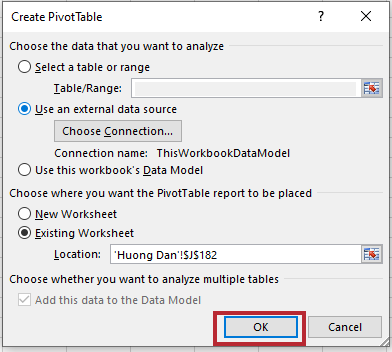 Create PivotTable
Choose the data that you want to analyze
Select a table or range
Table/Range:
Use an external data source
Choose Connection...
Connection name: ThisWorkbookDataModel
Use this workbook's Data Model
Choose where you want the PivotTable report to be placed
New Worksheet
Existing Worksheet
Location: 'Huong Dan'!$J$182
Choose whether you want to analyze multiple tables
Add this data to the Data Model
OK Cancel